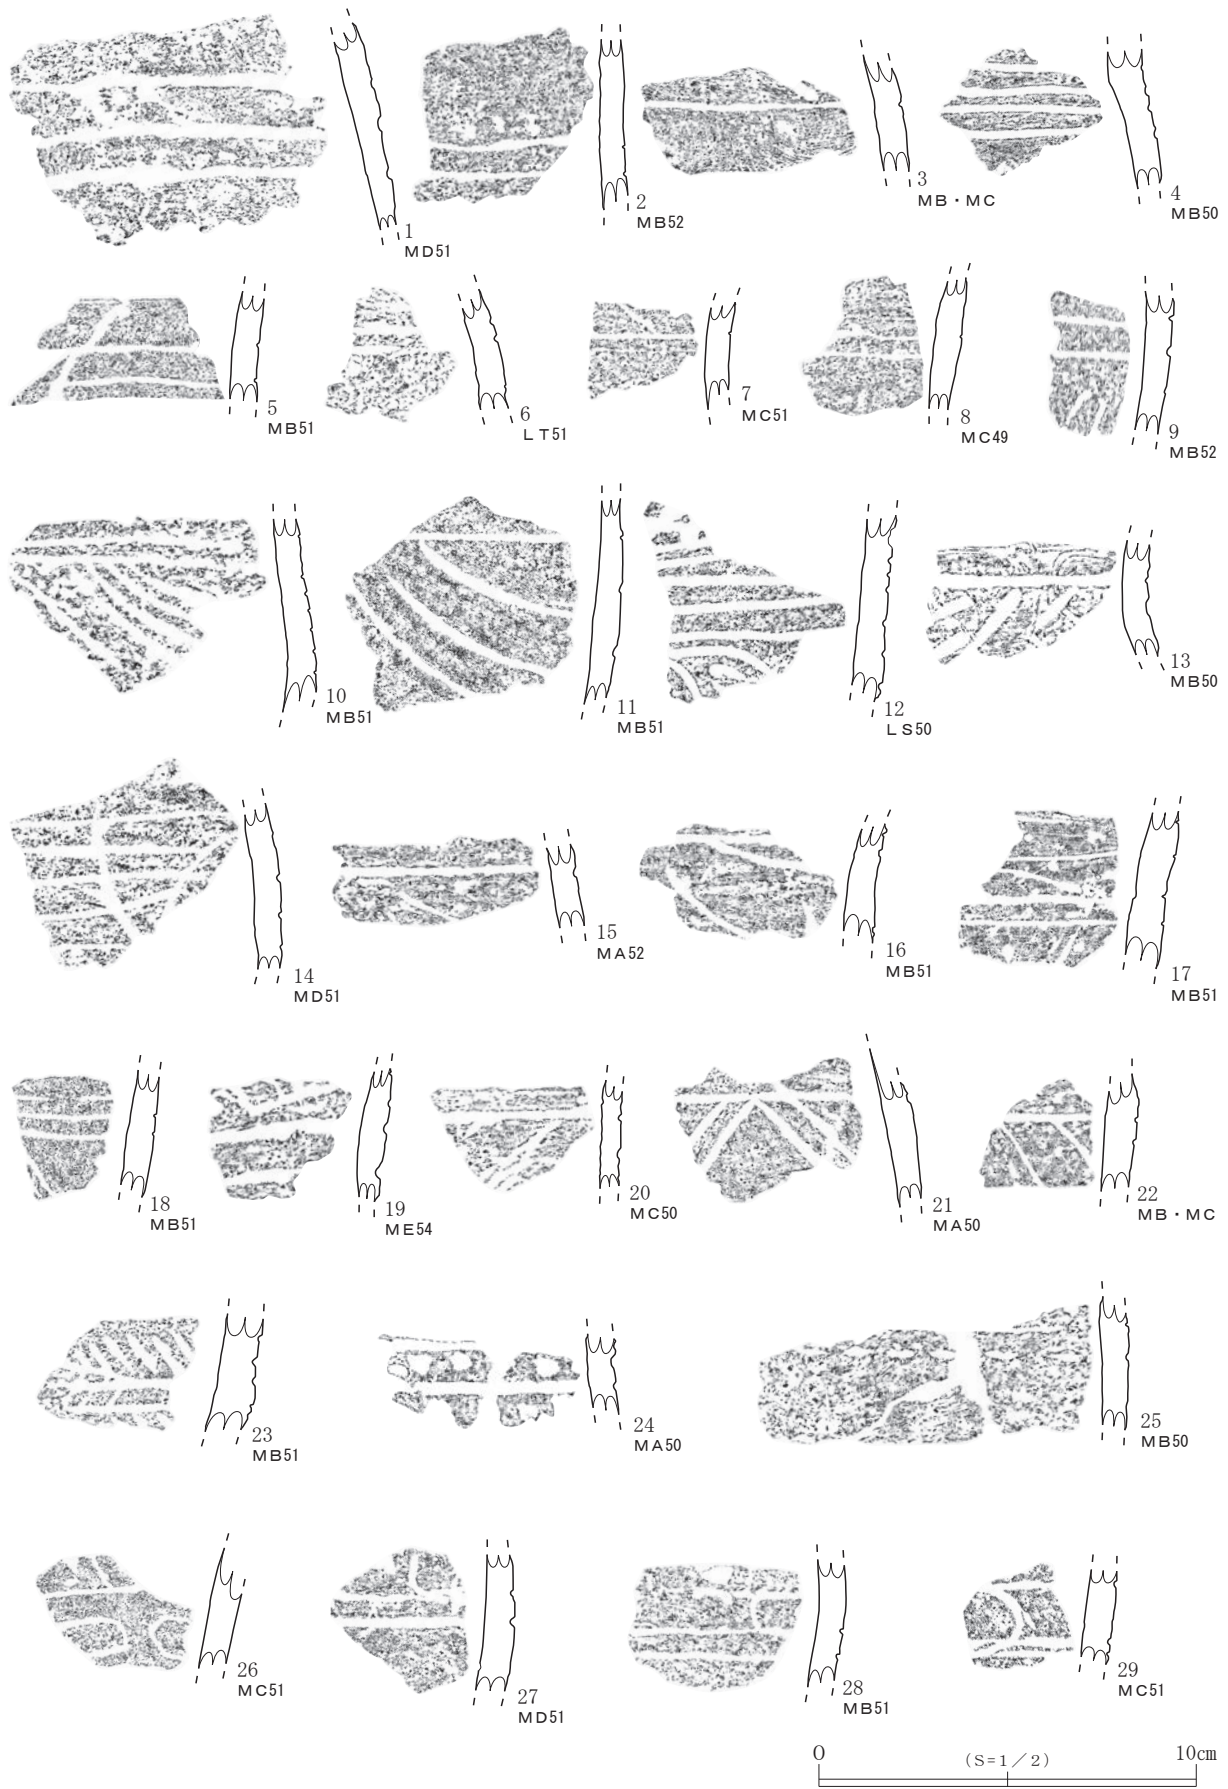 1
MD51
2
MB52
3
MB・MC
4
MB50
5
MB51
6
LT51
7
MC51
8
MC49
9
MB52
10
MB51
11
MB51
12
LS50
13
MB50
14
MD51
15
MA52
16
MB51
17
MB51
18
MB51
19
ME54
20
MC50
21
MA50
22
MB・MC
23
MB51
24
MA50
25
MB50
26
MC51
27
MD51
28
MB51
29
MC51
0 (S=1/2) 10cm